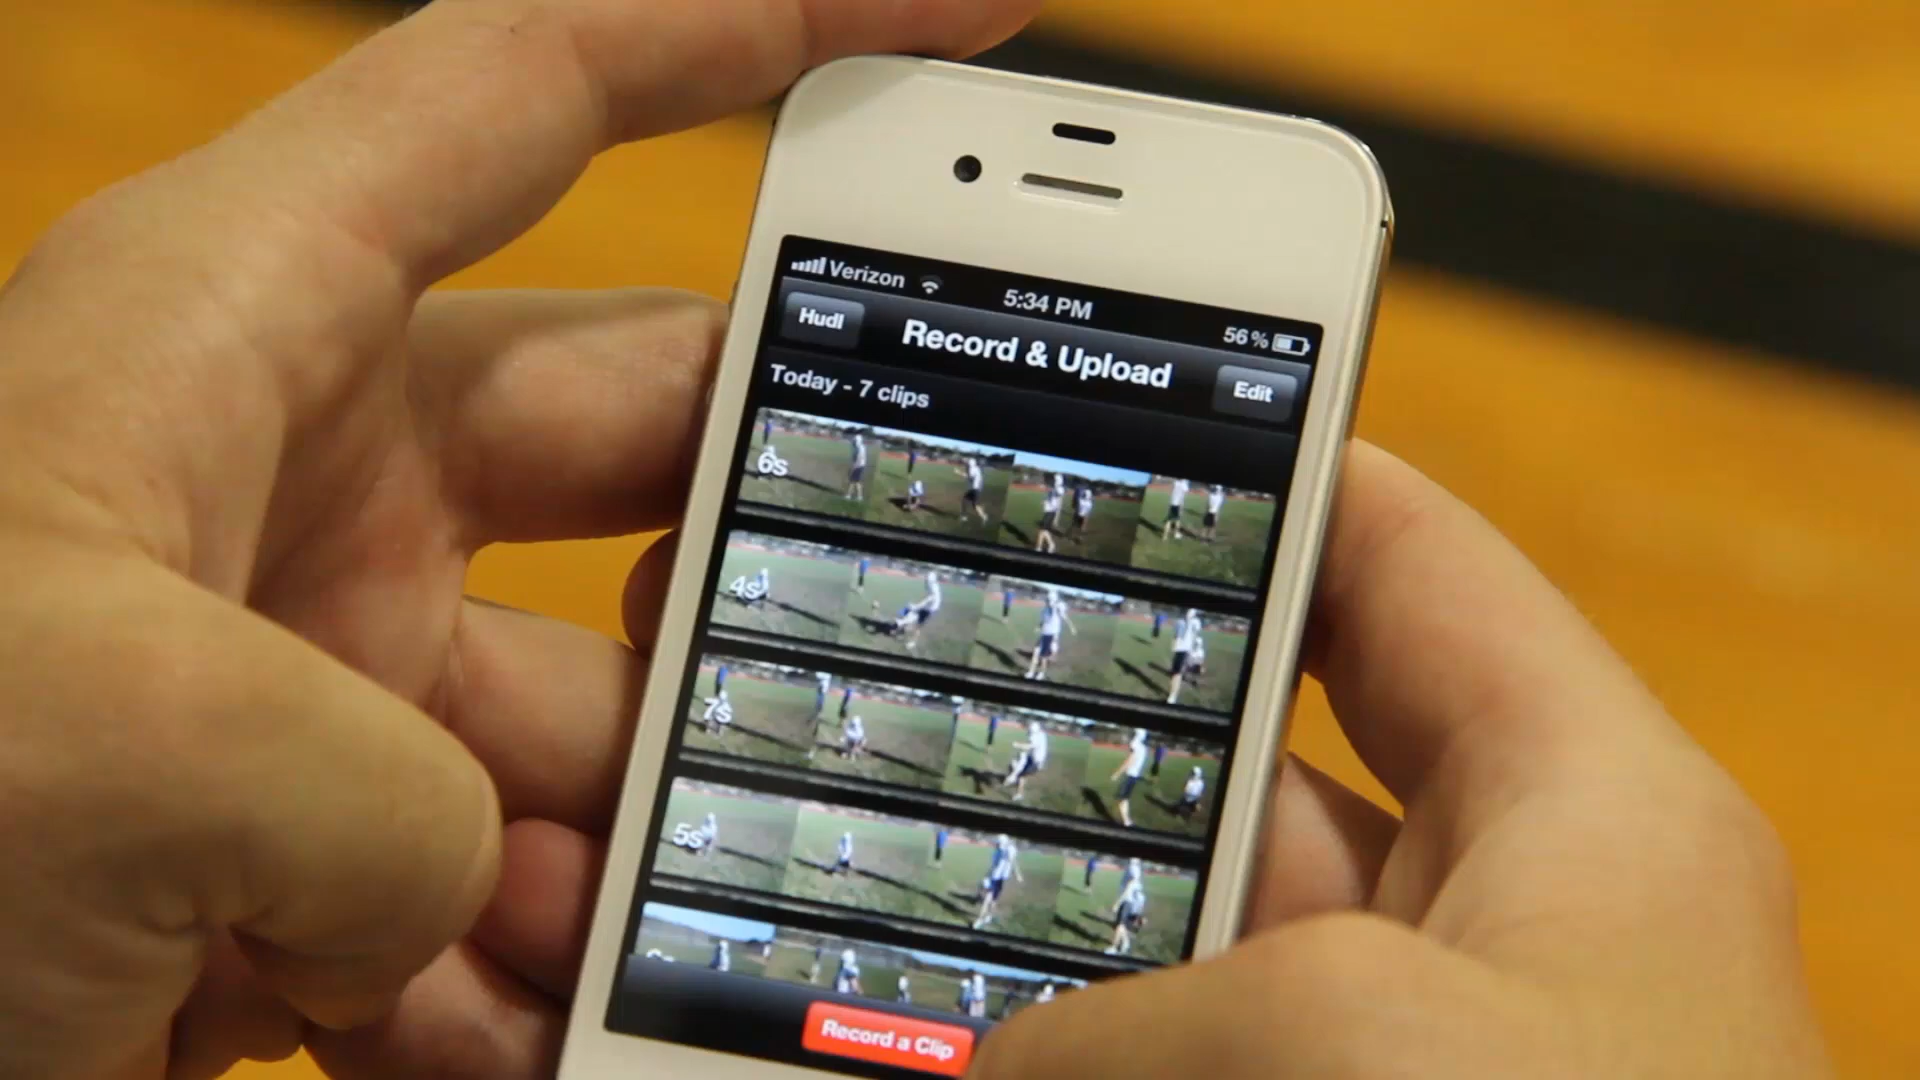 Verizon 5:34 PM 56%
Hudl Record & Upload Edit
Today - 7 clips
6s
4s
7s
5s
Record a Clip